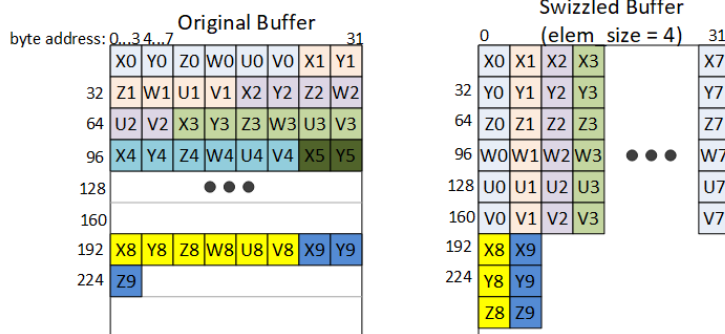 Original Buffer
byte address: 0...3 4...7 31
X0 Y0 Z0 W0 U0 V0 X1 Y1
32 Z1 W1 U1 V1 X2 Y2 Z2 W2
64 U2 V2 X3 Y3 Z3 W3 U3 V3
96 X4 Y4 Z4 W4 U4 V4 X5 Y5
128
160
192 X8 Y8 Z8 W8 U8 V8 X9 Y9
224 Z9
Swizzled Buffer
0 (elem_size = 4) 31
X0 X1 X2 X3 X7
32 Y0 Y1 Y2 Y3 Y7
64 Z0 Z1 Z2 Z3 Z7
96 W0 W1 W2 W3 W7
128 U0 U1 U2 U3 U7
160 V0 V1 V2 V3 V7
192 X8 X9
224 Y8 Y9
Z8 Z9